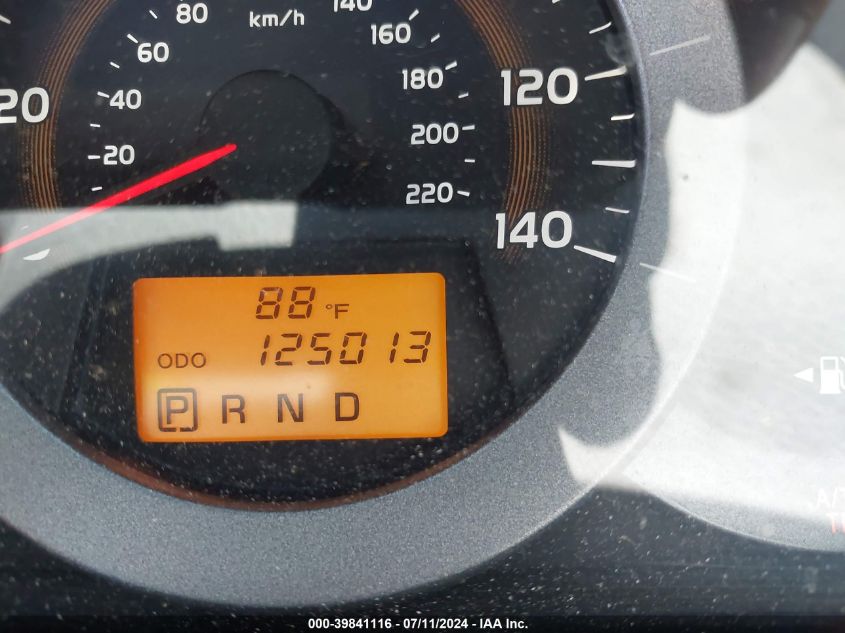 80 km/h 140
60 160
180
20 40 120
200
-20
220
140
88 °F
ODO 125013
P R N D
000-39841116 - 07/11/2024 - IAA Inc.